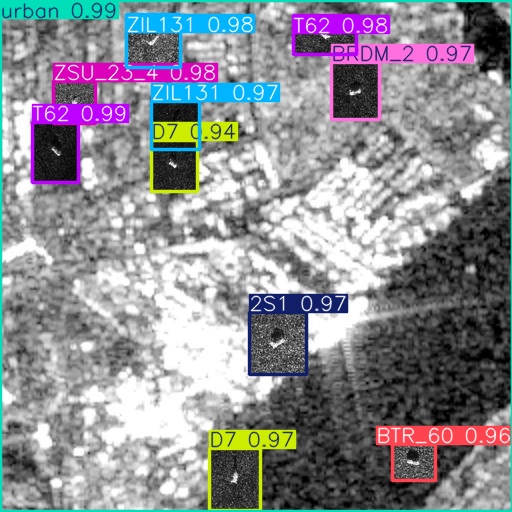 urban 0.99
ZIL131 0.98
T62 0.98
BRDM_2 0.97
ZSU_23_4 0.98
ZIL131 0.97
T62 0.99
D7 0.94
2S1 0.97
D7 0.97
BTR_60 0.96